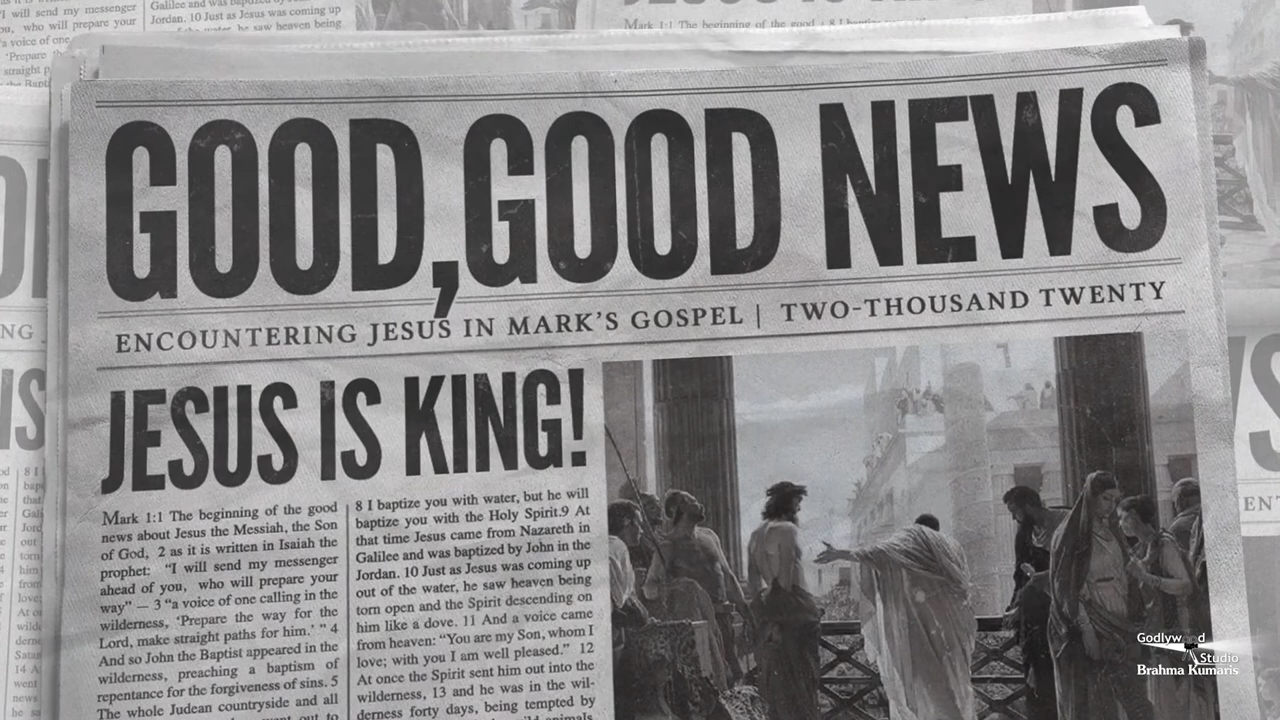 GOOD,GOOD NEWS
ENCOUNTERING JESUS IN MARK'S GOSPEL | TWO-THOUSAND TWENTY
JESUS IS KING!
Mark 1:1 The beginning of the good
news about Jesus the Messiah, the Son
of God, 2 as it is written in Isaiah the
prophet: "I will send my messenger
ahead of you, who will prepare your
way" — 3 "a voice of one calling in the
wilderness, 'Prepare the way for the
Lord, make straight paths for him.' " 4
And so John the Baptist appeared in the
wilderness, preaching a baptism of
repentance for the forgiveness of sins. 5
The whole Judean countryside and all
8 I baptize you with water, but he will
baptize you with the Holy Spirit.9 At
that time Jesus came from Nazareth in
Galilee and was baptized by John in the
Jordan. 10 Just as Jesus was coming up
out of the water, he saw heaven being
torn open and the Spirit descending on
him like a dove. 11 And a voice came
from heaven: "You are my Son, whom I
love; with you I am well pleased." 12
At once the Spirit sent him out into the
wilderness, 13 and he was in the wil-
derness forty days, being tempted by
Godlywood
Studio
Brahma Kumaris